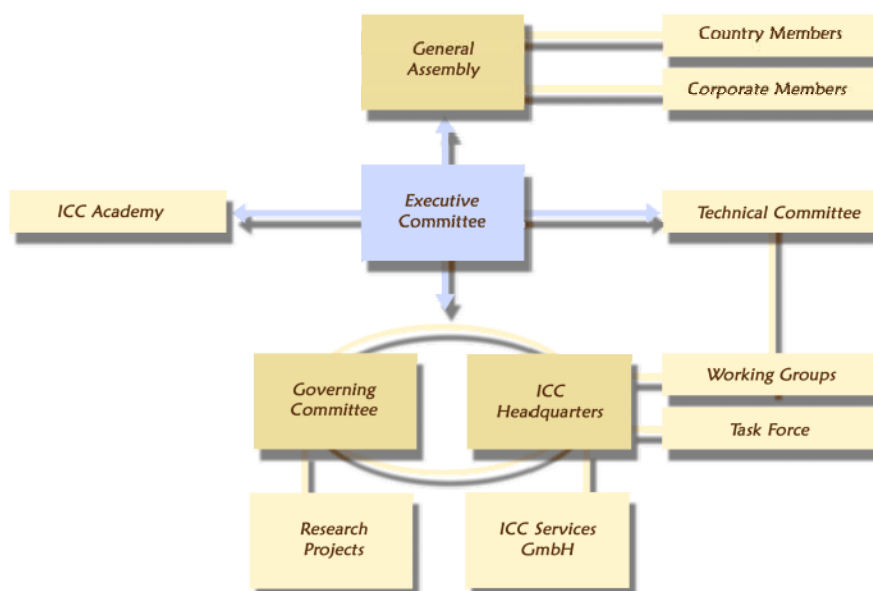 General
Assembly
Country Members
Corporate Members
ICC Academy
Executive
Committee
Technical Committee
Governing
Committee
ICC
Headquarters
Working Groups
Task Force
Research
Projects
ICC Services
GmbH